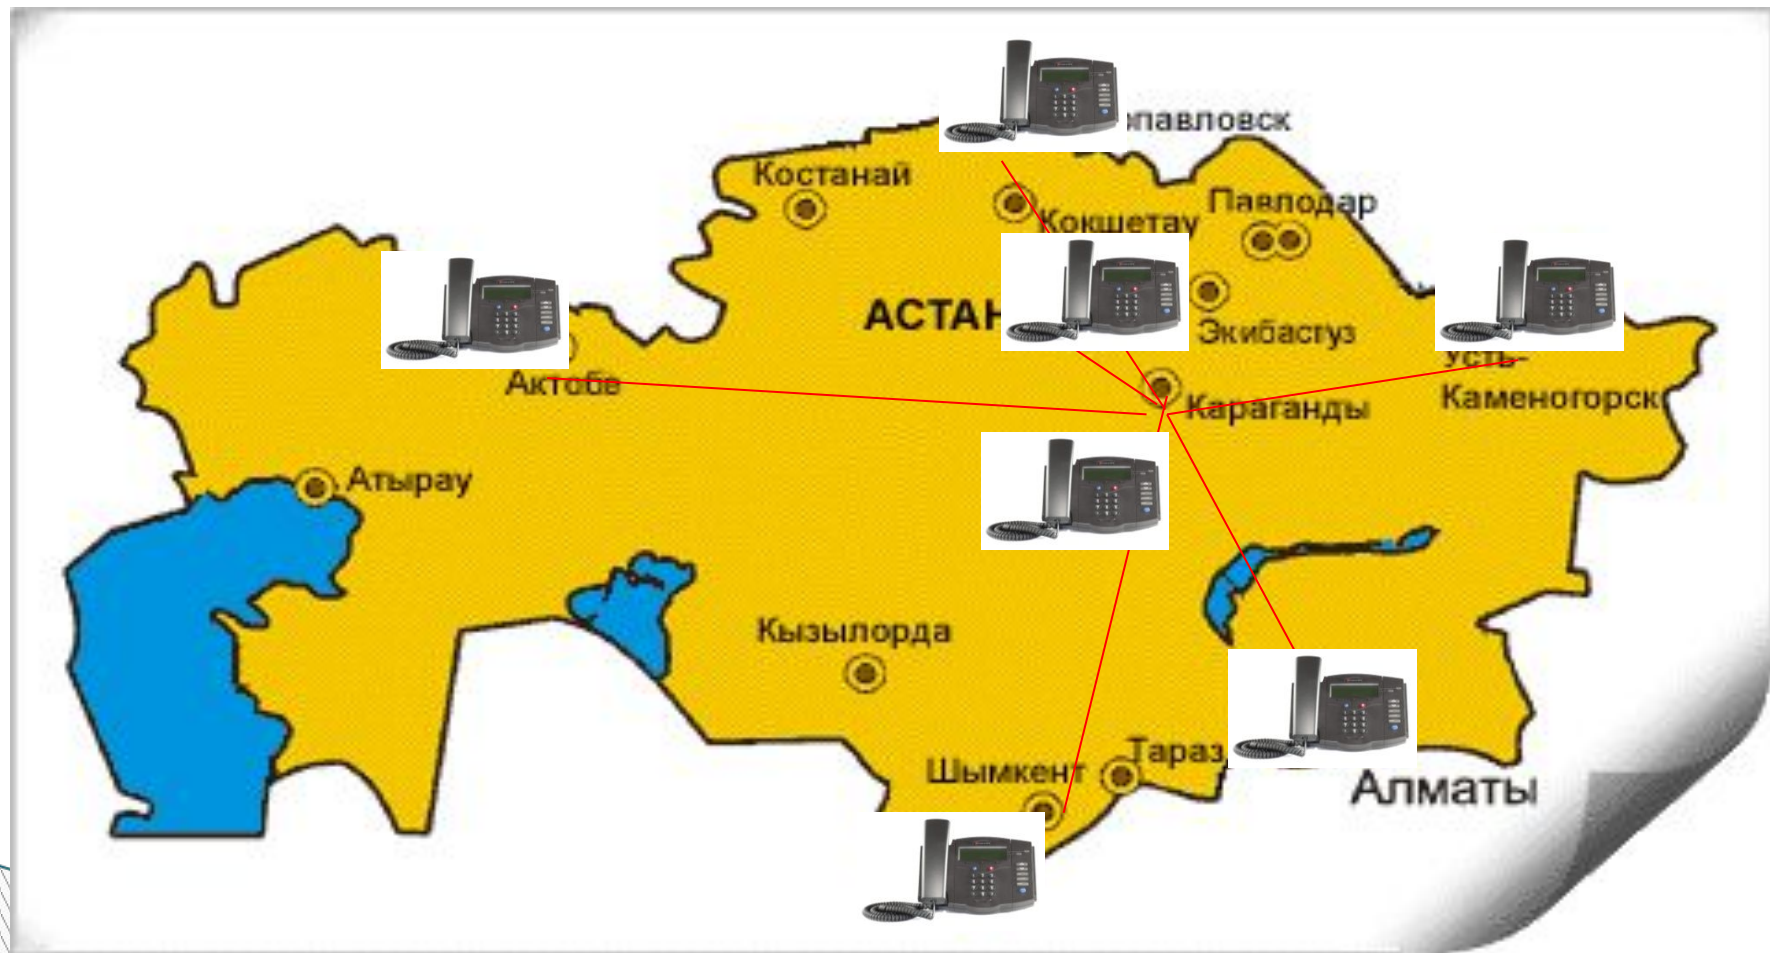 павловск
Костанай
Павлодар
Кокшетау
АСТАН
Экибастуз
Усть-
Актобе
Каменогорск
Караганды
Атырау
Кызылорда
Тараз
Шымкент
Алматы